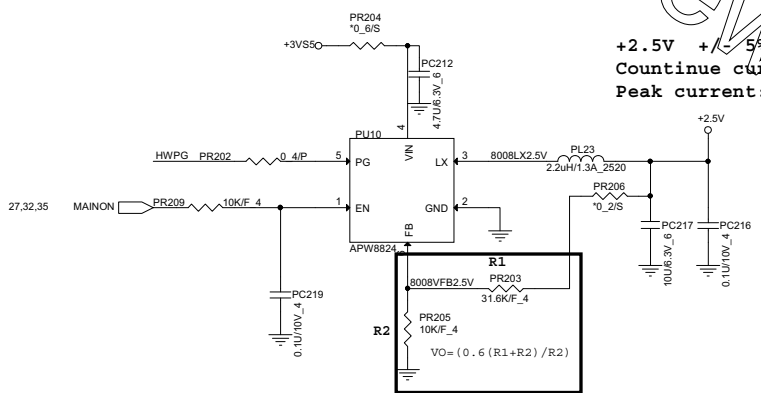 PR204
*0_6/S
+3VS5
PC212
4.7U/6.3V_6
+2.5V +/- 5%
Countinue cu
Peak current:
+2.5V
PU10
4
VIN
HWPG
PR202
0_4/P
5
PG
LX
3
8008LX2.5V
PL23
2.2uH/1.3A_2520
PR206
*0_2/S
27,32,35
MAINON
PR209
10K/F_4
1
EN
GND
2
FB
APW8824
PC217
10U/6.3V_6
PC216
0.1U/10V_4
R1
8008VFB2.5V
PR203
31.6K/F_4
PC219
0.1U/10V_4
R2
PR205
10K/F_4
VO=(0.6(R1+R2)/R2)